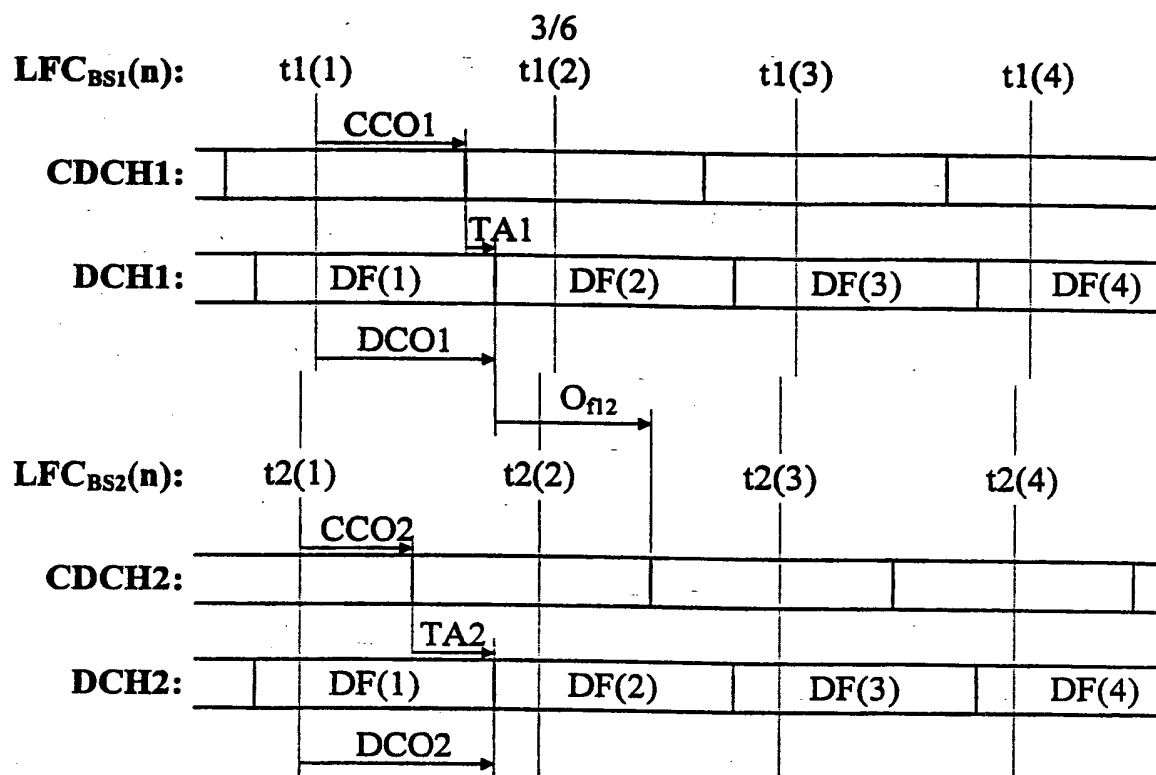 3/6
LFC_BS1(n): t1(1) t1(2) t1(3) t1(4)
CCO1
CDCH1:
TA1
DCH1: DF(1) DF(2) DF(3) DF(4)
DCO1
O_f12
LFC_BS2(n): t2(1) t2(2) t2(3) t2(4)
CCO2
CDCH2:
TA2
DCH2: DF(1) DF(2) DF(3) DF(4)
DCO2